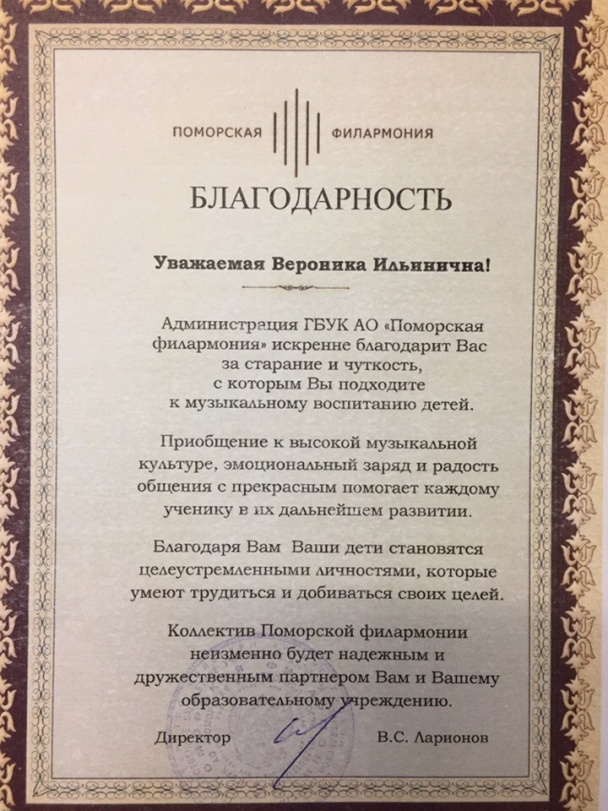 ПОМОРСКАЯ ФИЛАРМОНИЯ
БЛАГОДАРНОСТЬ
Уважаемая Вероника Ильинична!
Администрация ГБУК АО «Поморская
филармония» искренне благодарит Вас
за старание и чуткость,
с которым Вы подходите
к музыкальному воспитанию детей.
Приобщение к высокой музыкальной
культуре, эмоциональный заряд и радость
общения с прекрасным помогает каждому
ученику в их дальнейшем развитии.
Благодаря Вам Ваши дети становятся
целеустремленными личностями, которые
умеют трудиться и добиваться своих целей.
Коллектив Поморской филармонии
неизменно будет надежным и
дружественным партнером Вам и Вашему
образовательному учреждению.
Директор В.С. Ларионов